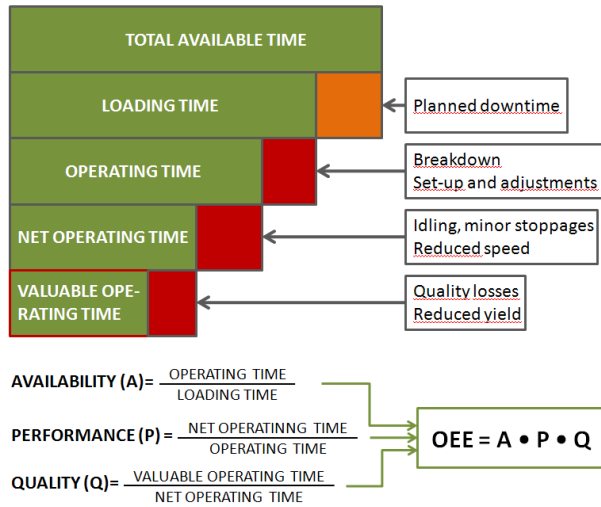 TOTAL AVAILABLE TIME
LOADING TIME
Planned downtime
OPERATING TIME
Breakdown
Set-up and adjustments
NET OPERATING TIME
Idling, minor stoppages
Reduced speed
VALUABLE OPE-
RATING TIME
Quality losses
Reduced yield
AVAILABILITY (A)= OPERATING TIME
LOADING TIME
PERFORMANCE (P) = NET OPERATINNG TIME
OPERATING TIME
OEE = A • P • Q
QUALITY (Q)= VALUABLE OPERATING TIME
NET OPERATING TIME